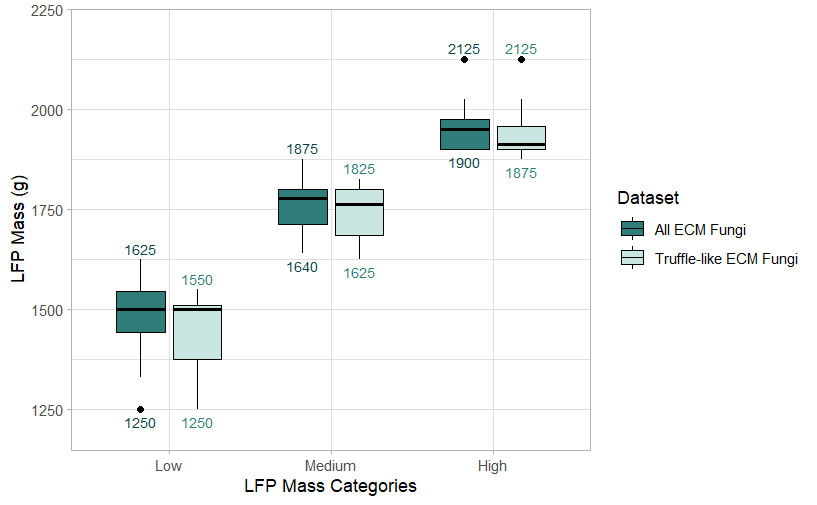 2250
2000
1750
1500
1250
LFP Mass (g)
1625
1550
1250
1250
1875
1825
1640
1625
2125
2125
1900
1875
Low
Medium
High
LFP Mass Categories
Dataset
All ECM Fungi
Truffle-like ECM Fungi